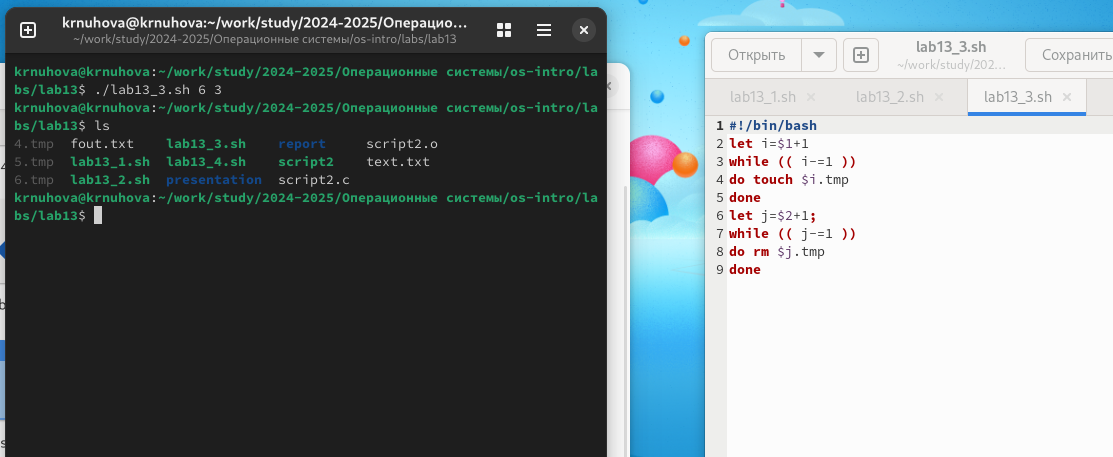 krnuhova@krnuhova:~/work/study/2024-2025/Операцио...
~/work/study/2024-2025/Операционные системы/os-intro/labs/lab13
krnuhova@krnuhova:~/work/study/2024-2025/Операционные системы/os-intro/la
bs/lab13$ ./lab13_3.sh 6 3
krnuhova@krnuhova:~/work/study/2024-2025/Операционные системы/os-intro/la
bs/lab13$ ls
4.tmp fout.txt lab13_3.sh report script2.o
5.tmp lab13_1.sh lab13_4.sh script2 text.txt
6.tmp lab13_2.sh presentation script2.c
krnuhova@krnuhova:~/work/study/2024-2025/Операционные системы/os-intro/la
bs/lab13$
Открыть
lab13_3.sh
~/work/study/202...
Сохранить
lab13_1.sh lab13_2.sh lab13_3.sh
1 #!/bin/bash
2 let i=$1+1
3 while (( i-=1 ))
4 do touch $i.tmp
5 done
6 let j=$2+1;
7 while (( j-=1 ))
8 do rm $j.tmp
9 done